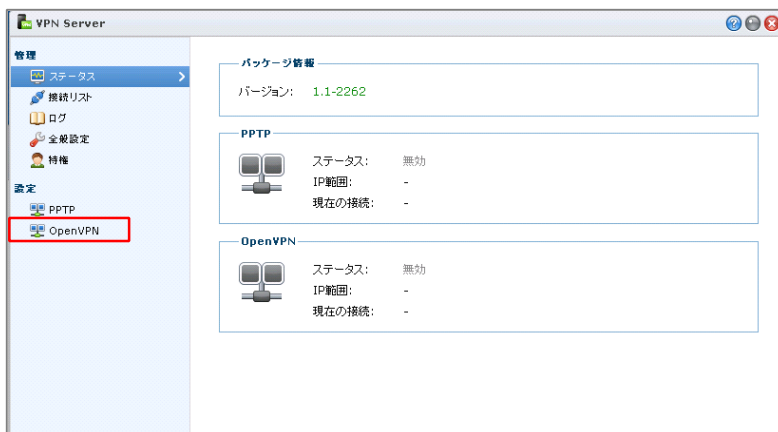 VPN Server
管理
ステータス
接続リスト
ログ
全般設定
特権
設定
PPTP
OpenVPN
パッケージ情報
バージョン: 1.1-2262
PPTP
ステータス: 無効
IP範囲: -
現在の接続: -
OpenVPN
ステータス: 無効
IP範囲: -
現在の接続: -